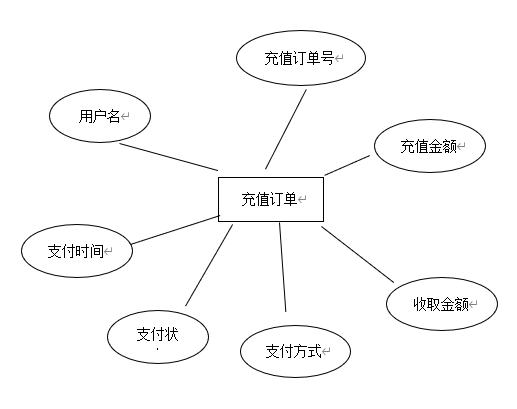 充值订单号
用户名
充值金额
充值订单
支付时间
收取金额
支付状
支付方式